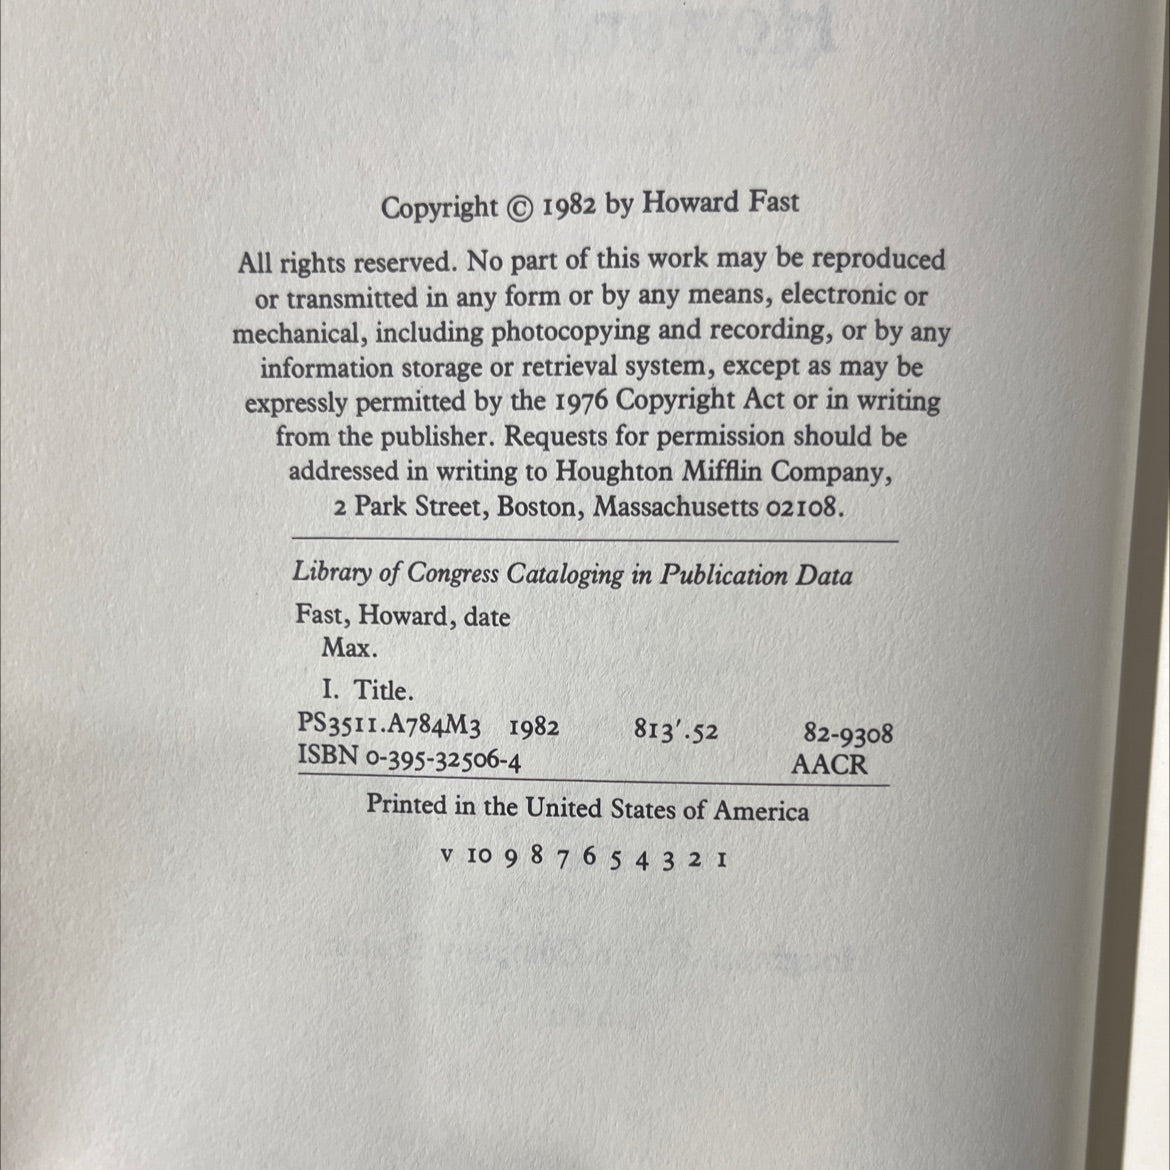 Copyright © 1982 by Howard Fast
All rights reserved. No part of this work may be reproduced
or transmitted in any form or by any means, electronic or
mechanical, including photocopying and recording, or by any
information storage or retrieval system, except as may be
expressly permitted by the 1976 Copyright Act or in writing
from the publisher. Requests for permission should be
addressed in writing to Houghton Mifflin Company,
2 Park Street, Boston, Massachusetts 02108.
Library of Congress Cataloging in Publication Data
Fast, Howard, date
Max.
I. Title.
PS3511.A784M3 1982 813′.52 82-9308
ISBN 0-395-32506-4 AACR
Printed in the United States of America
V 10 9 8 7 6 5 4 3 2 1